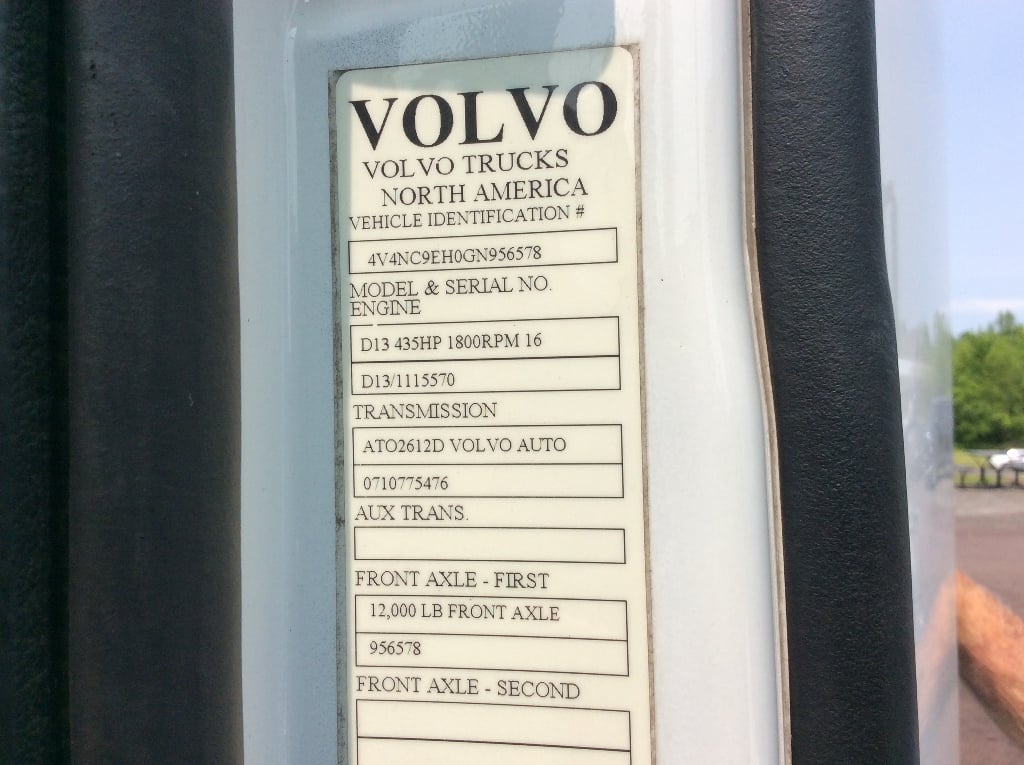 VOLVO
VOLVO TRUCKS
NORTH AMERICA
VEHICLE IDENTIFICATION #
4V4NC9EH0GN956578
MODEL & SERIAL NO.
ENGINE
D13 435HP 1800RPM 16
D13/1115570
TRANSMISSION
ATO2612D VOLVO AUTO
0710775476
AUX TRANS.
FRONT AXLE - FIRST
12,000 LB FRONT AXLE
956578
FRONT AXLE - SECOND